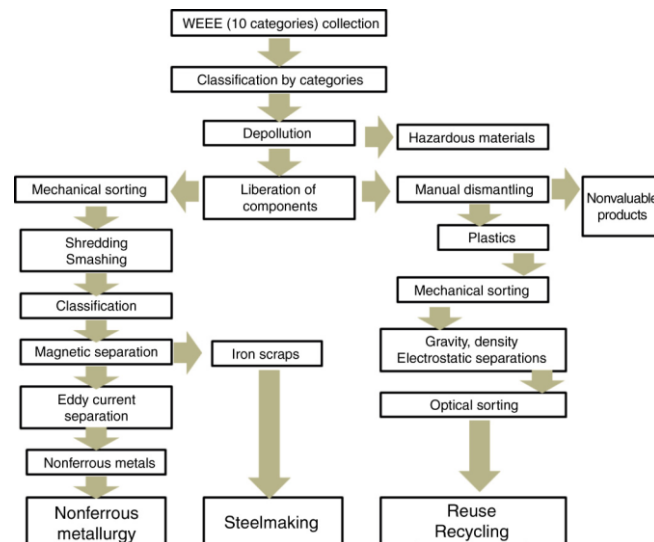 WEEE (10 categories) collection
Classification by categories
Depollution
Hazardous materials
Mechanical sorting
Liberation of
components
Manual dismantling
Nonvaluable
products
Shredding
Smashing
Plastics
Classification
Mechanical sorting
Magnetic separation
Iron scraps
Gravity, density
Electrostatic separations
Eddy current
separation
Optical sorting
Nonferrous metals
Nonferrous
metallurgy
Steelmaking
Reuse
Recycling